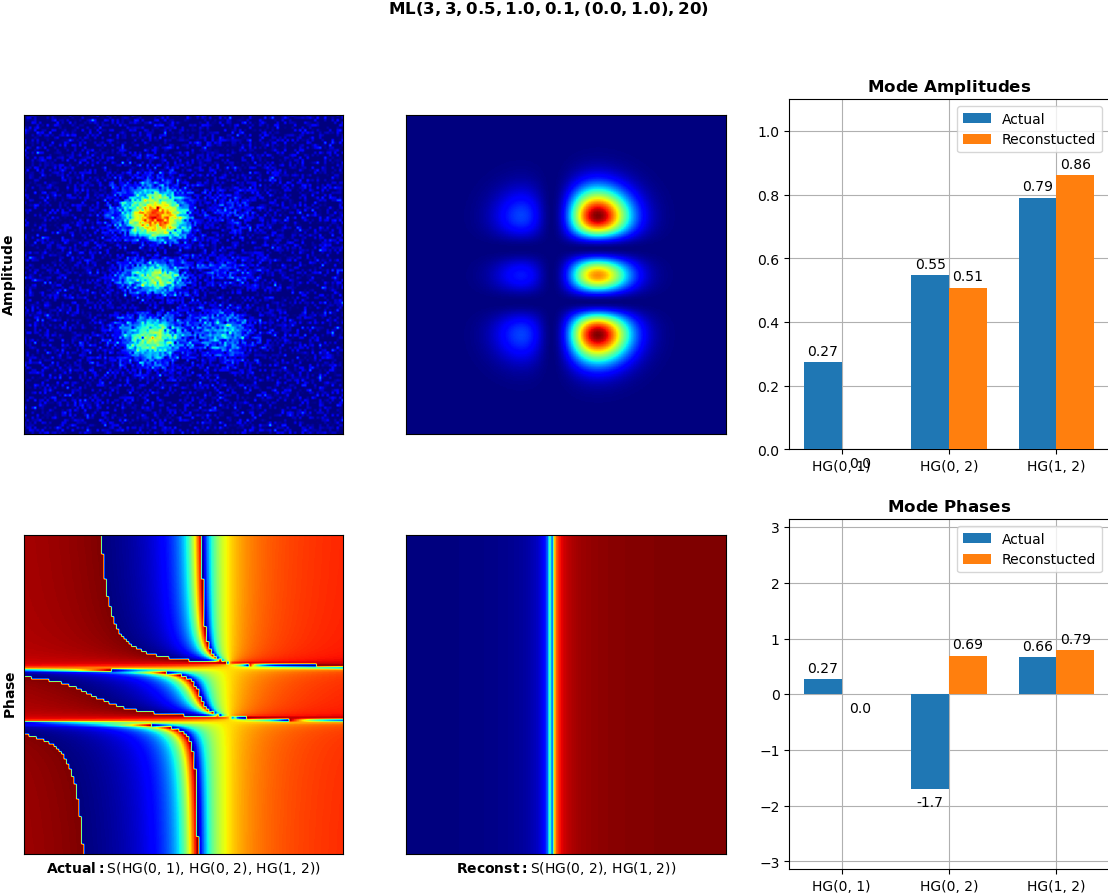 ML(3, 3, 0.5, 1.0, 0.1, (0.0, 1.0), 20)
Amplitude
Mode Amplitudes
Actual
Reconstucted
1.0
0.8
0.6
0.4
0.2
0.0
0.27
0.0
0.55
0.51
0.79
0.86
HG(0, 1)
HG(0, 2)
HG(1, 2)
Phase
Actual: S(HG(0, 1), HG(0, 2), HG(1, 2))
Reconst: S(HG(0, 2), HG(1, 2))
Mode Phases
Actual
Reconstucted
3
2
1
0
−1
−2
−3
0.27
0.0
-1.7
0.69
0.66
0.79
HG(0, 1)
HG(0, 2)
HG(1, 2)